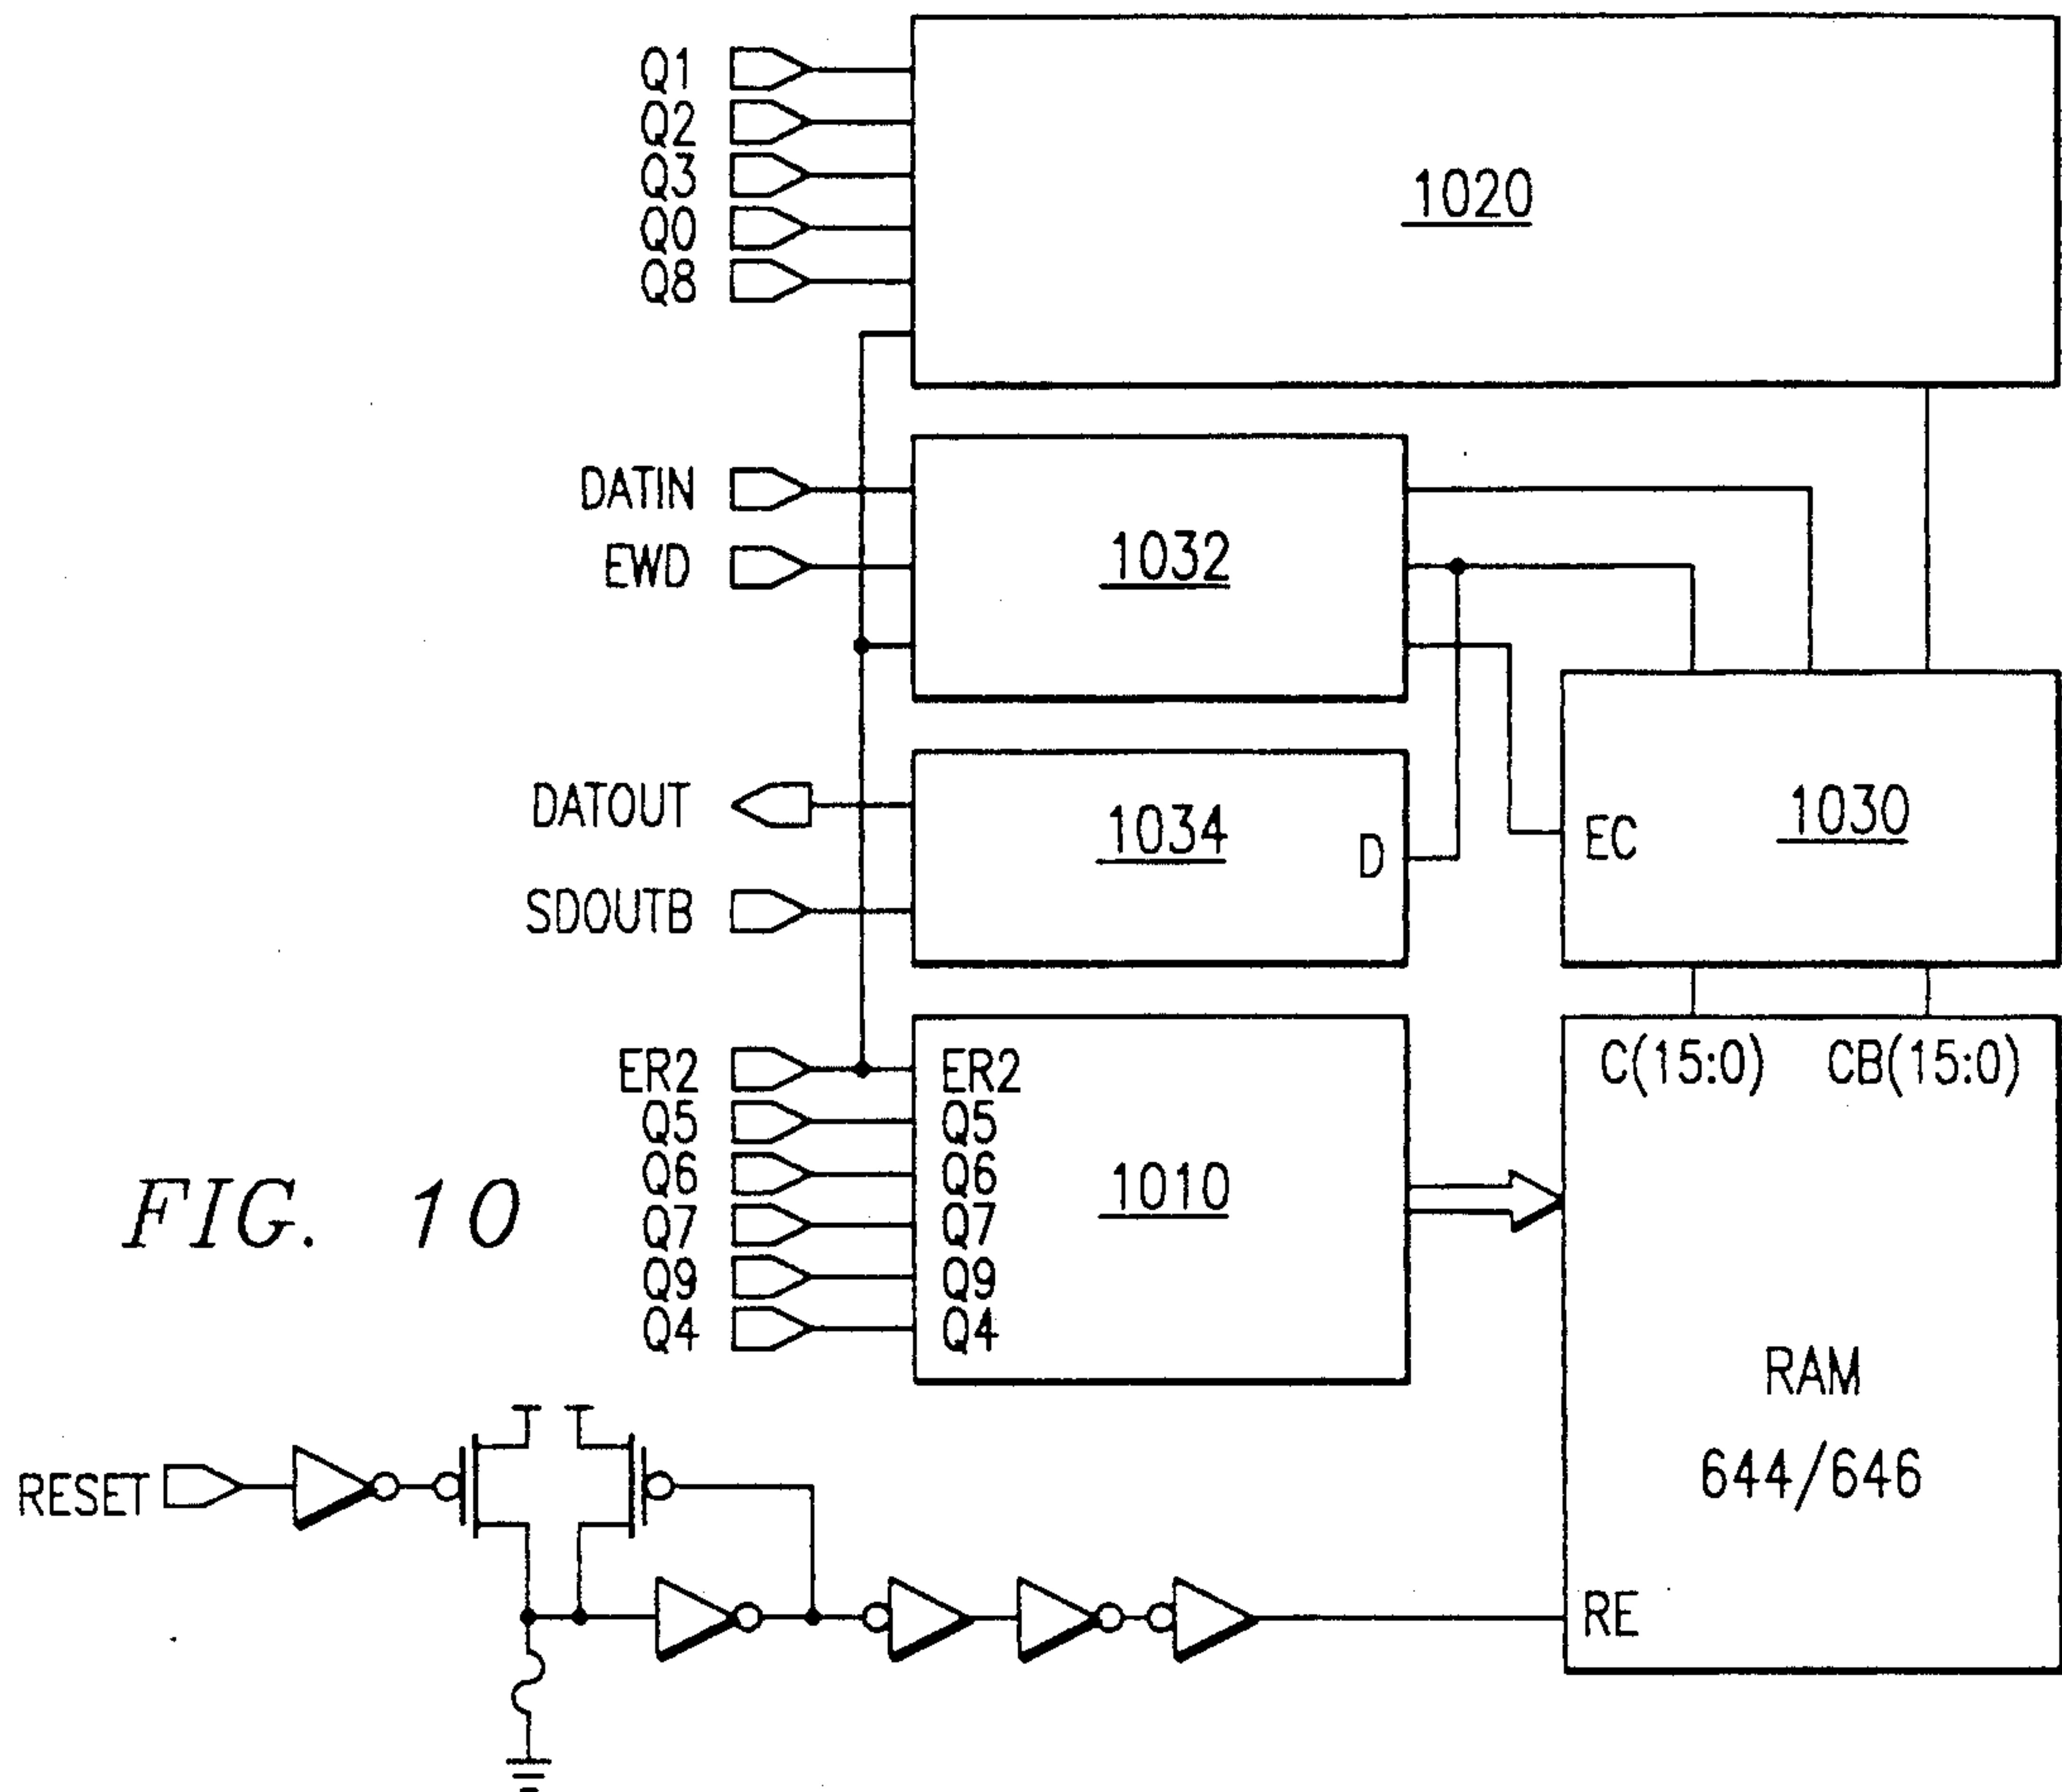 Q1
Q2
Q3
Q0
Q8
1020
DATIN
EWD
1032
DATOUT
SDOUTB
1034
D
EC
1030
ER2
Q5
Q6
Q7
Q9
Q4
ER2
Q5
Q6
Q7
Q9
Q4
1010
C(15:0) CB(15:0)
RAM
644/646
RE
RESET
FIG. 10